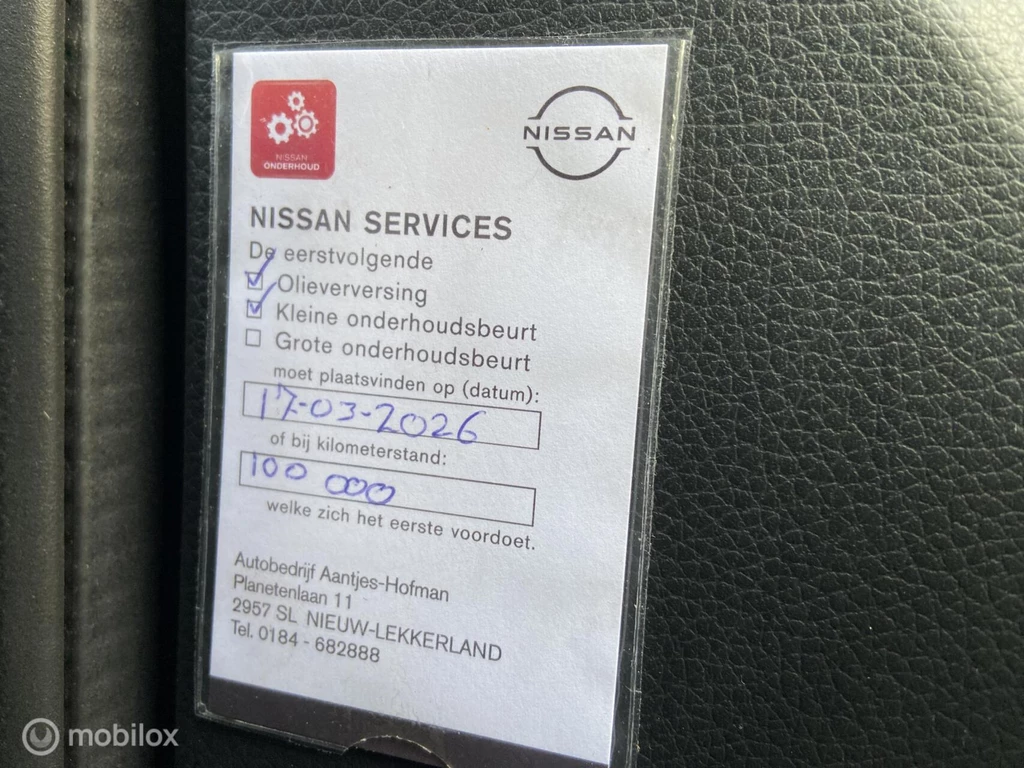 NISSAN
ONDERHOUD
NISSAN
NISSAN SERVICES
De eerstvolgende
Olieverversing
Kleine onderhoudsbeurt
Grote onderhoudsbeurt
moet plaatsvinden op (datum):
17-03-2026
of bij kilometerstand:
100 000
welke zich het eerste voordoet.
Autobedrijf Aantjes-Hofman
Planetenlaan 11
2957 SL NIEUW-LEKKERLAND
Tel. 0184 - 682888
mobilox